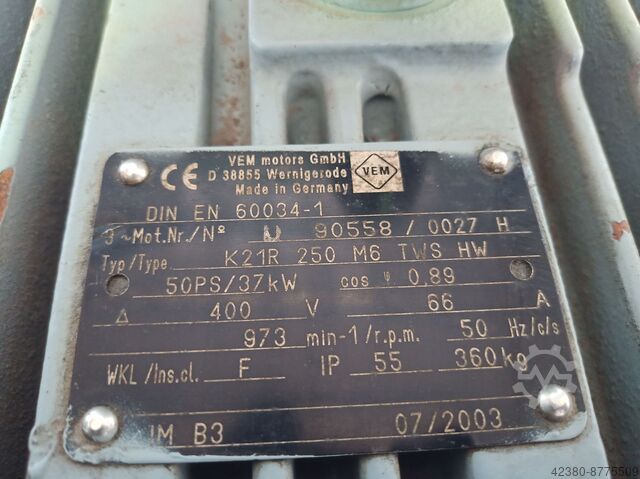 VEM motors GmbH
D 38855 Wernigerode
Made in Germany
CE
VEM
DIN EN 60034-1
3 ~Mot.Nr./Nº U 90558 / 0027 H
Typ/Type K21R 250 M6 TWS HW
50PS/37kW cos φ 0,89
Δ 400 V 66 A
973 min-1/r.p.m. 50 Hz/c/s
WKL /Ins.cl. F IP 55 360kg
IM B3 07/2003
42380-8775509